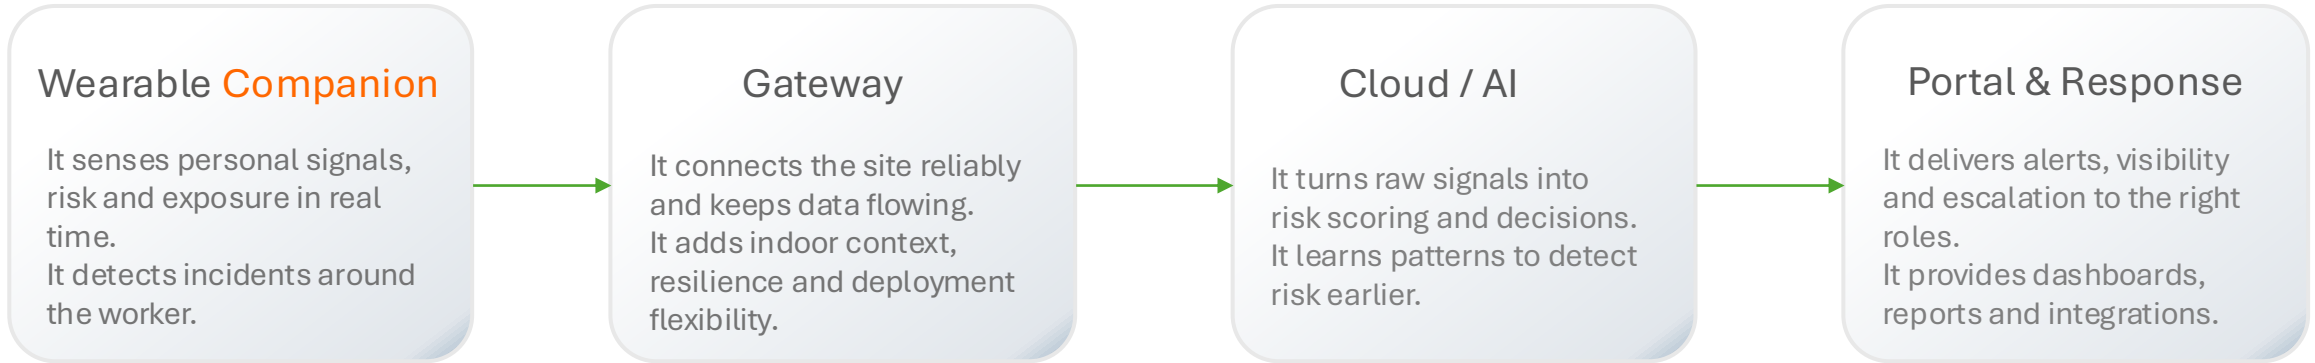 Wearable Companion
It senses personal signals,
risk and exposure in real
time.
It detects incidents around
the worker.
Gateway
It connects the site reliably
and keeps data flowing.
It adds indoor context,
resilience and deployment
flexibility.
Cloud / AI
It turns raw signals into
risk scoring and decisions.
It learns patterns to detect
risk earlier.
Portal & Response
It delivers alerts, visibility
and escalation to the right
roles.
It provides dashboards,
reports and integrations.